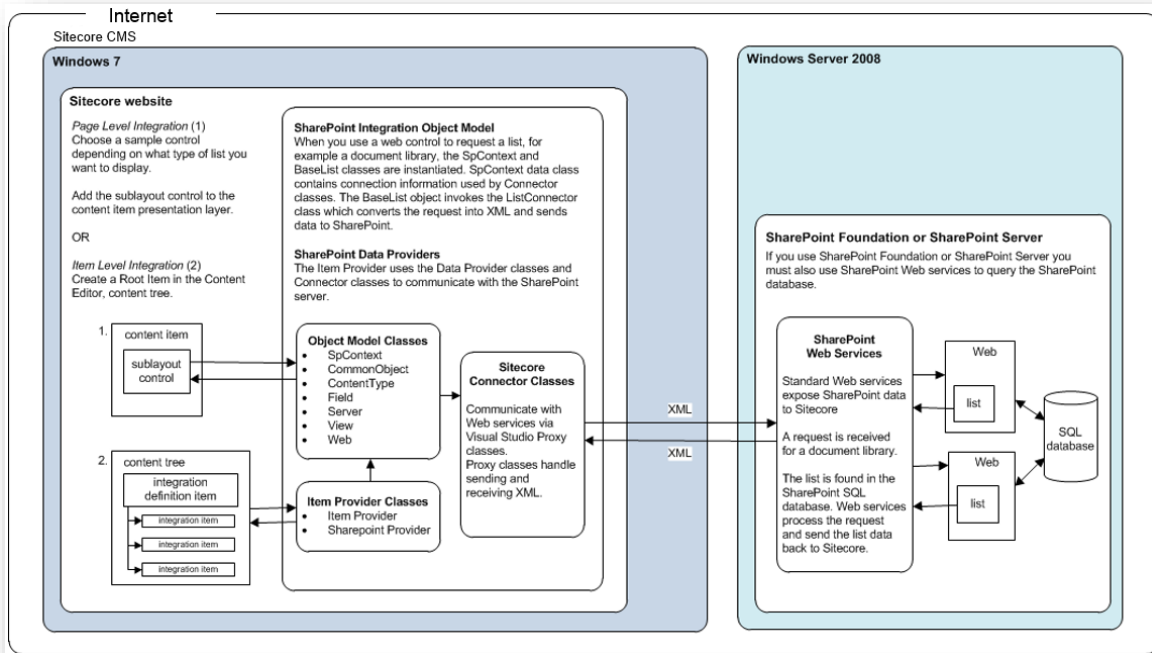 Internet
Sitecore CMS
Windows 7
Sitecore website
Page Level Integration (1)
Choose a sample control
depending on what type of list you
want to display.
Add the sublayout control to the
content item presentation layer.
OR
Item Level Integration (2)
Create a Root Item in the Content
Editor, content tree.
SharePoint Integration Object Model
When you use a web control to request a list, for
example a document library, the SpContext and
BaseList classes are instantiated. SpContext data class
contains connection information used by Connector
classes. The BaseList object invokes the ListConnector
class which converts the request into XML and sends
data to SharePoint.
SharePoint Data Providers
The Item Provider uses the Data Provider classes and
Connector classes to communicate with the SharePoint
server.
1.
content item
sublayout
control
2.
content tree
integration
definition item
integration item
integration item
integration item
Object Model Classes
• SpContext
• CommonObject
• ContentType
• Field
• Server
• View
• Web
Item Provider Classes
• Item Provider
• Sharepoint Provider
Sitecore
Connector Classes
Communicate with
Web services via
Visual Studio Proxy
classes.
Proxy classes handle
sending and
receiving XML.
XML
XML
Windows Server 2008
SharePoint Foundation or SharePoint Server
If you use SharePoint Foundation or SharePoint Server you
must also use SharePoint Web services to query the SharePoint
database.
SharePoint
Web Services
Standard Web services
expose SharePoint data
to Sitecore
A request is received
for a document library.
The list is found in the
SharePoint SQL
database. Web services
process the request
and send the list data
back to Sitecore.
Web
list
Web
list
SQL
database